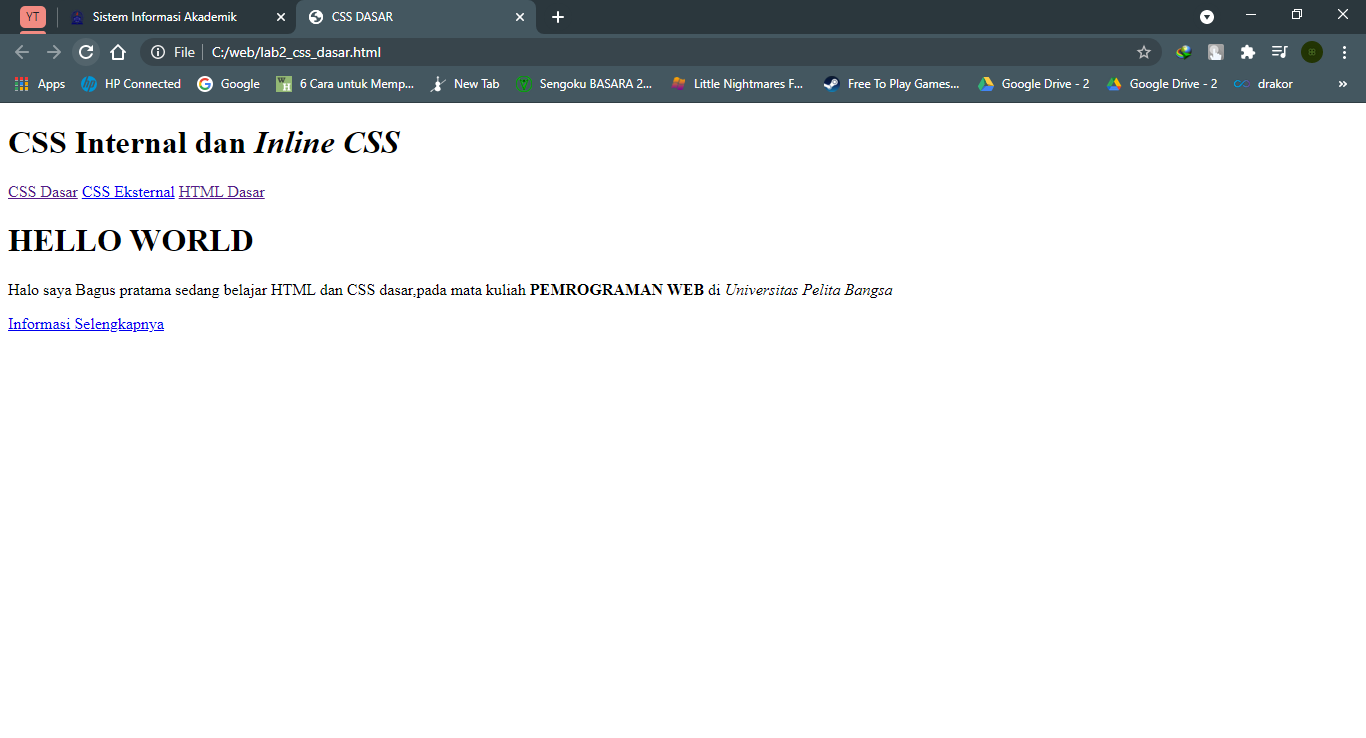 YT Sistem Informasi Akademik CSS DASAR
File C:/web/lab2_css_dasar.html
Apps HP Connected Google 6 Cara untuk Memp... New Tab Sengoku BASARA 2... Little Nightmares F... Free To Play Games... Google Drive - 2 Google Drive - 2 drakor »
CSS Internal dan Inline CSS
CSS Dasar CSS Eksternal HTML Dasar
HELLO WORLD
Halo saya Bagus pratama sedang belajar HTML dan CSS dasar,pada mata kuliah PEMROGRAMAN WEB di Universitas Pelita Bangsa
Informasi Selengkapnya